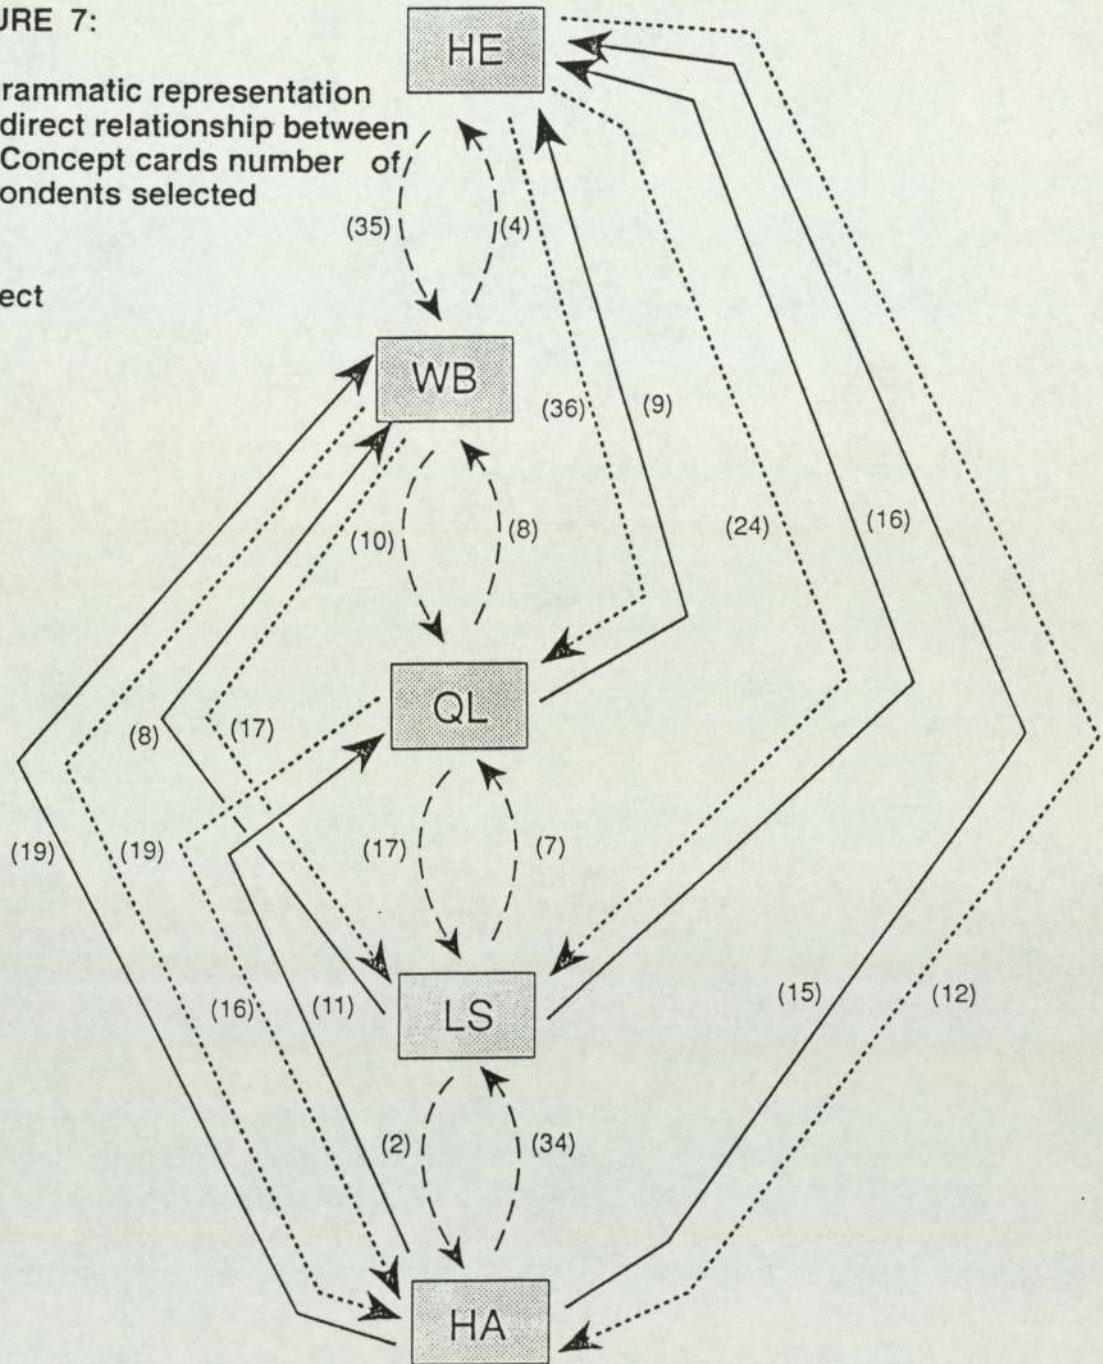 URE 7:
rammatic representation
direct relationship between
Concept cards number of
ondents selected
ect
HE
(35)
(4)
WB
(36)
(9)
(10)
(8)
(24)
(16)
QL
(8)
(17)
(19)
(19)
(17)
(7)
LS
(16)
(11)
(15)
(12)
(2)
(34)
HA